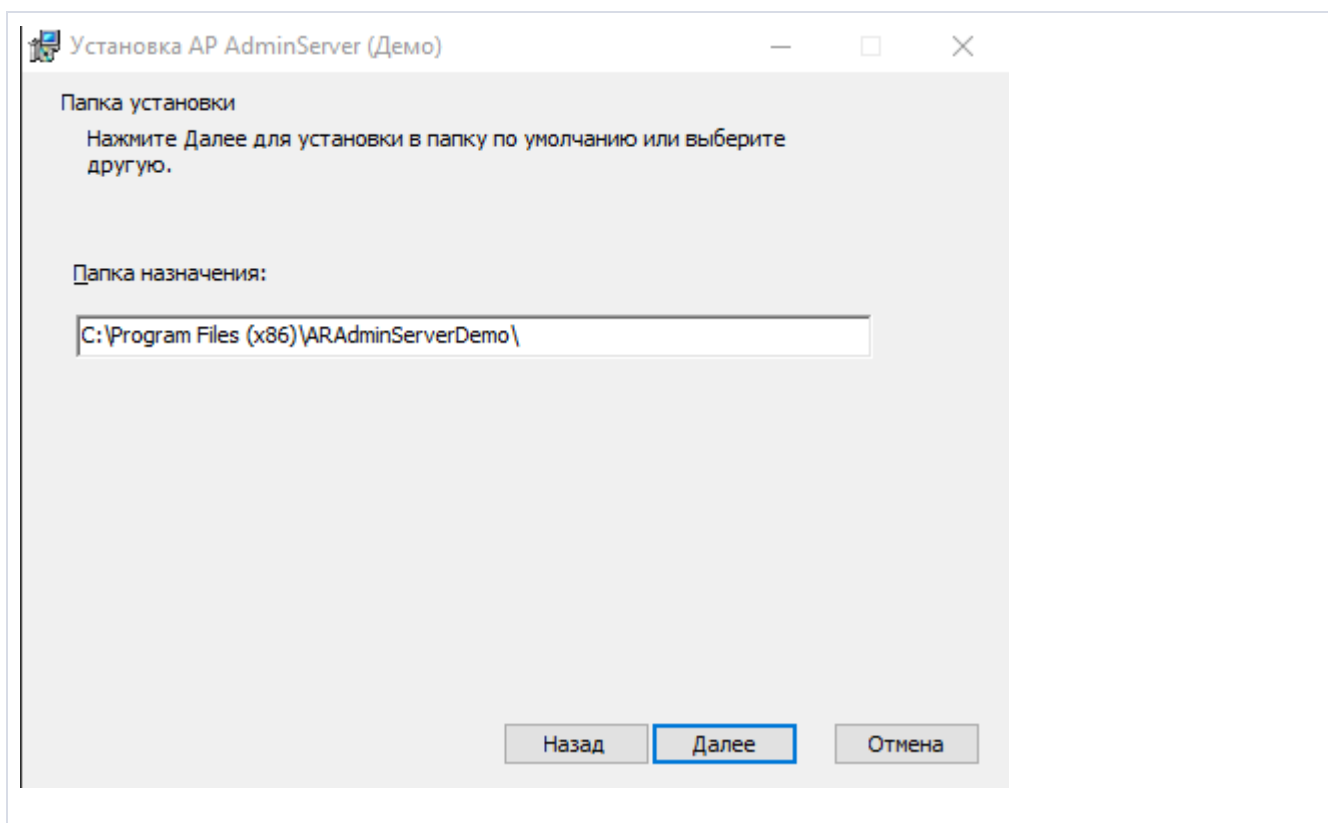 Установка АР AdminServer (Демо)
Папка установки
Нажмите Далее для установки в папку по умолчанию или выберите
другую.
Папка назначения:
C:\Program Files (x86)\ARAdminServerDemo\
Назад
Далее
Отмена